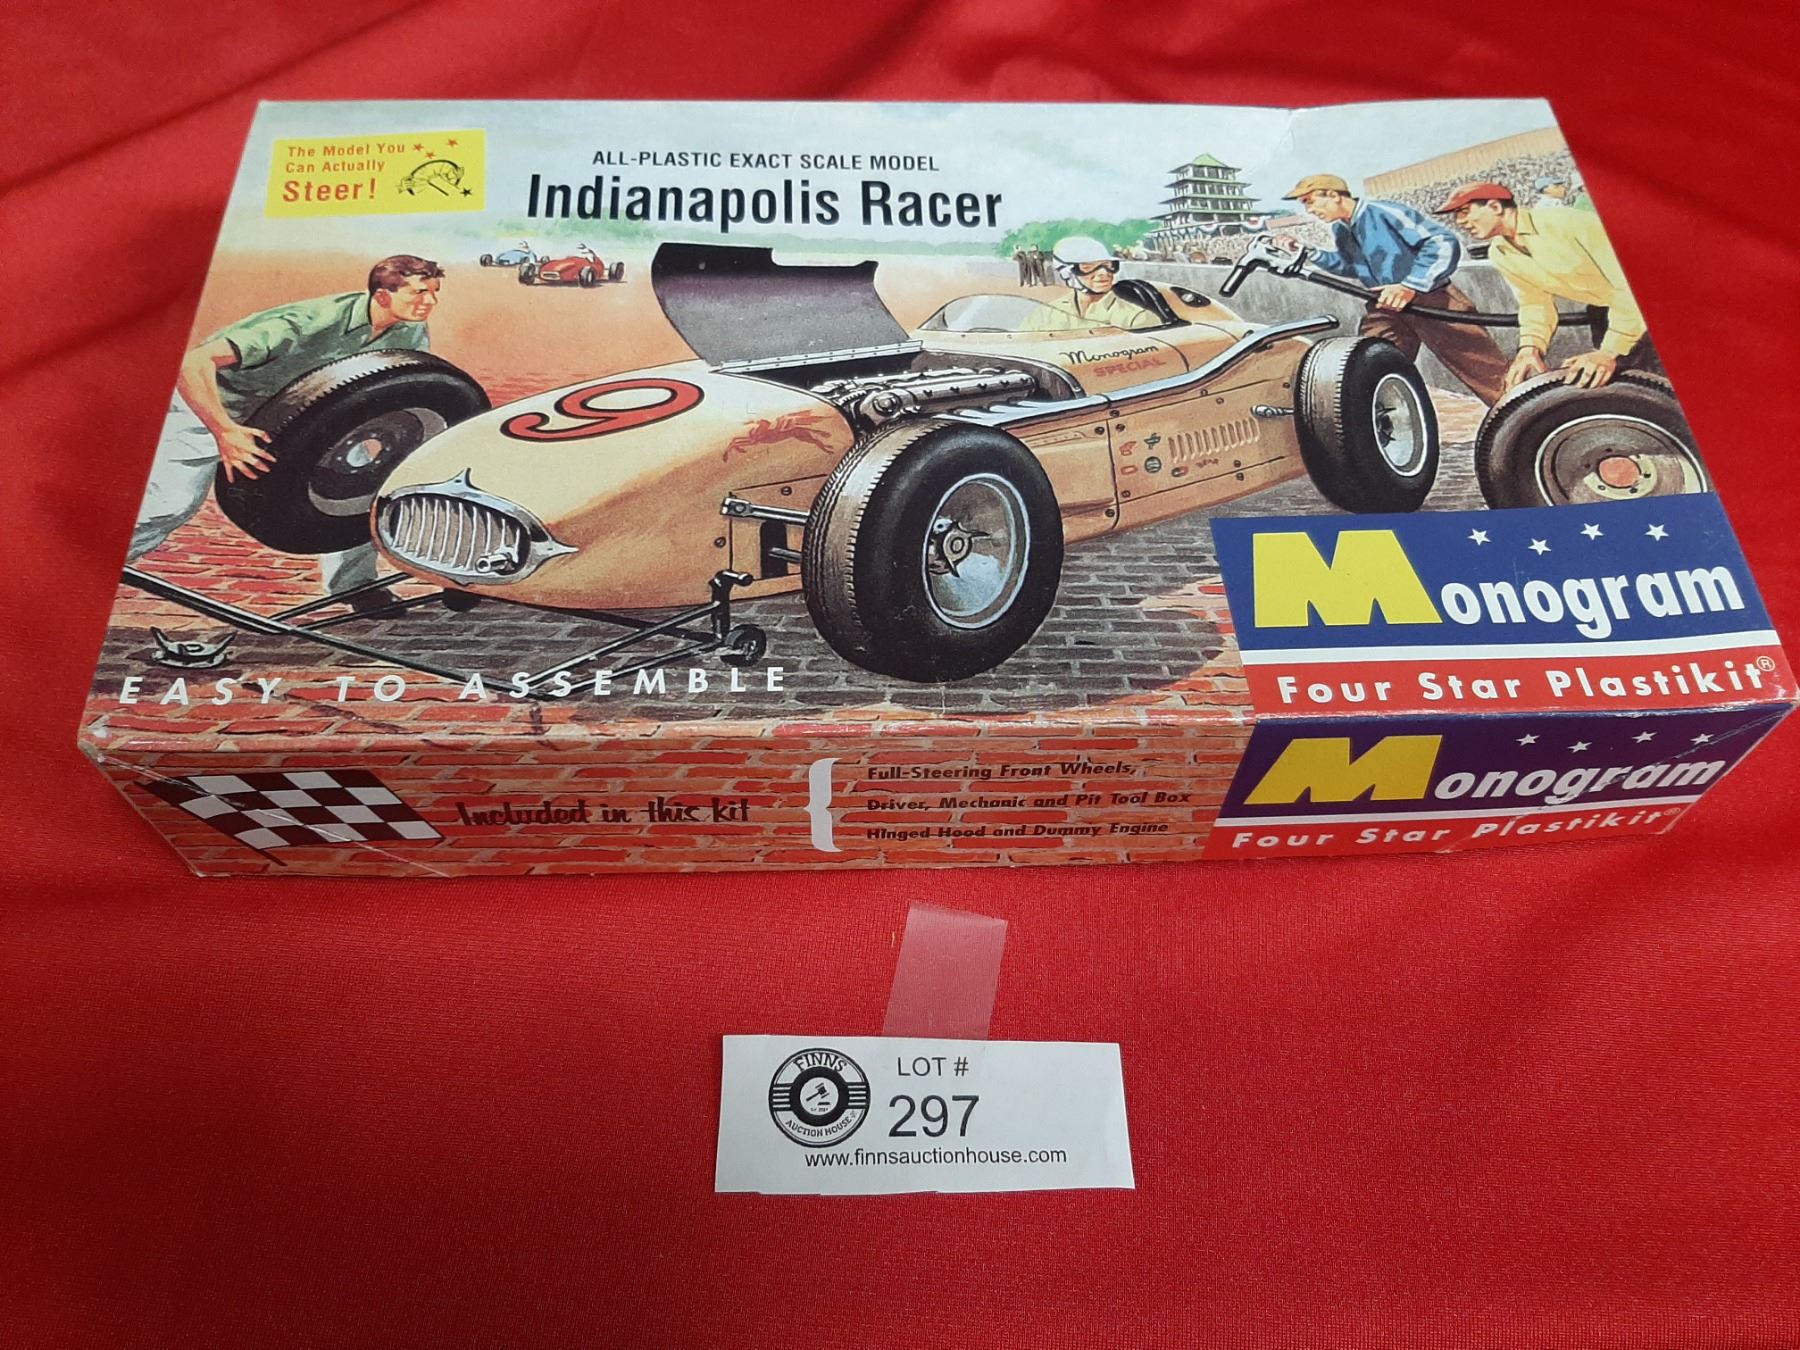 The Model You
Can Actually
Steer!
ALL-PLASTIC EXACT SCALE MODEL
Indianapolis Racer
9
Monogram
SPECIAL
EASY TO ASSEMBLE
Monogram
Four Star Plastikit®
Included in this kit
Full-Steering Front Wheels,
Driver, Mechanic and Pit Tool Box
Hinged Hood and Dummy Engine
Monogram
Four Star Plastikit®
FINNS
AUCTION HOUSE
LOT #
297
www.finnsauctionhouse.com